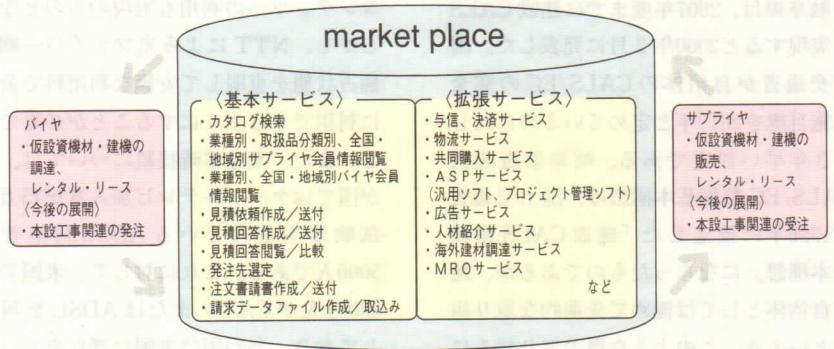 market place
バイヤ
・仮設資機材・建機の
調達、
レンタル・リース
〈今後の展開〉
・本設工事関連の発注
〈基本サービス〉
・カタログ検索
・業種別・取扱品分類別、全国・
地域別サプライヤ会員情報閲覧
・業種別、全国・地域別バイヤ会員
情報閲覧
・見積依頼作成／送付
・見積回答作成／送付
・見積回答閲覧／比較
・発注先選定
・注文書請書作成／送付
・請求データファイル作成／取込み
〈拡張サービス〉
・与信、決済サービス
・物流サービス
・共同購入サービス
・ＡＳＰサービス
（汎用ソフト、プロジェクト管理ソフト）
・広告サービス
・人材紹介サービス
・海外建材調達サービス
・ＭＲＯサービス
など
サプライヤ
・仮設資機材・建機の
販売、
レンタル・リース
〈今後の展開〉
・本設工事関連の受注